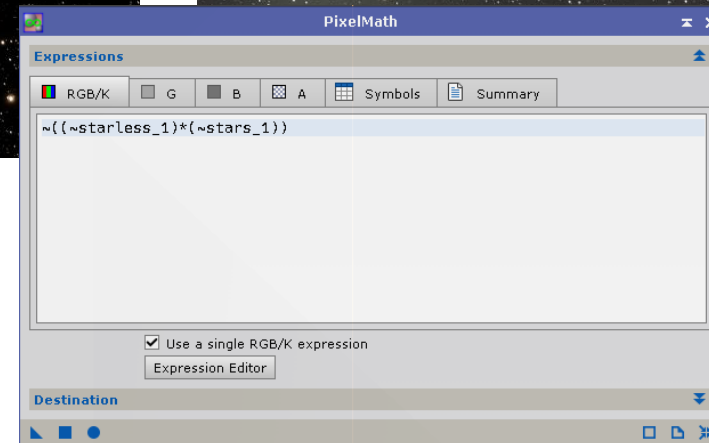 PixelMath
Expressions
RGB/K G B A Symbols Summary
~((~starless_1)*(~stars_1))
Use a single RGB/K expression
Expression Editor
Destination